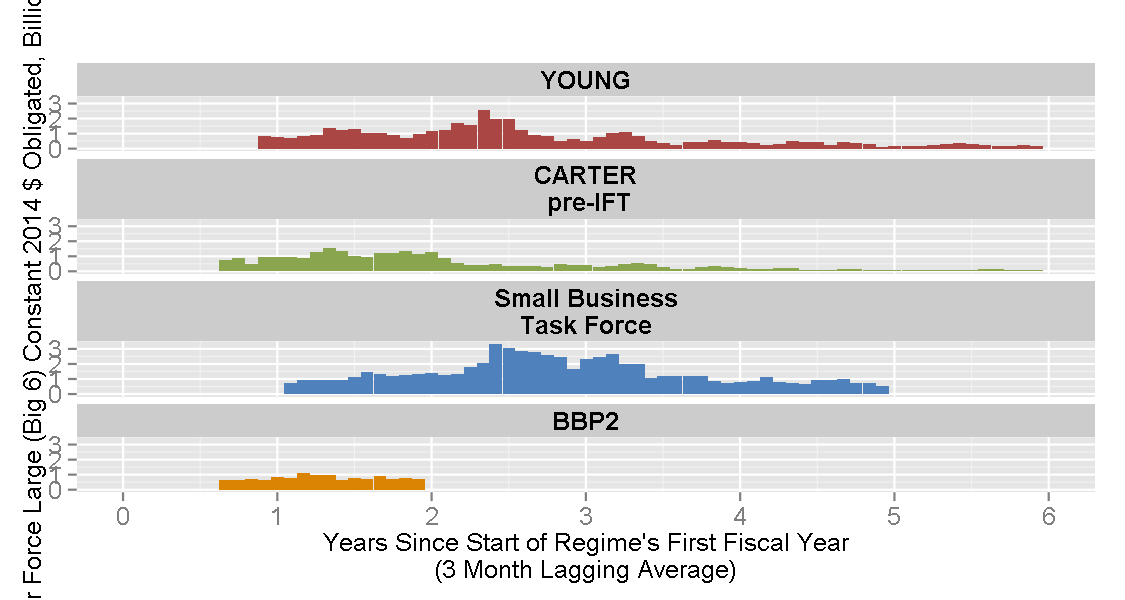 r Force Large (Big 6) Constant 2014 $ Obligated, Billio
YOUNG
3
2
1
0
CARTER
pre-IFT
3
2
1
0
Small Business
Task Force
3
2
1
0
BBP2
3
2
1
0
0 1 2 3 4 5 6
Years Since Start of Regime's First Fiscal Year
(3 Month Lagging Average)